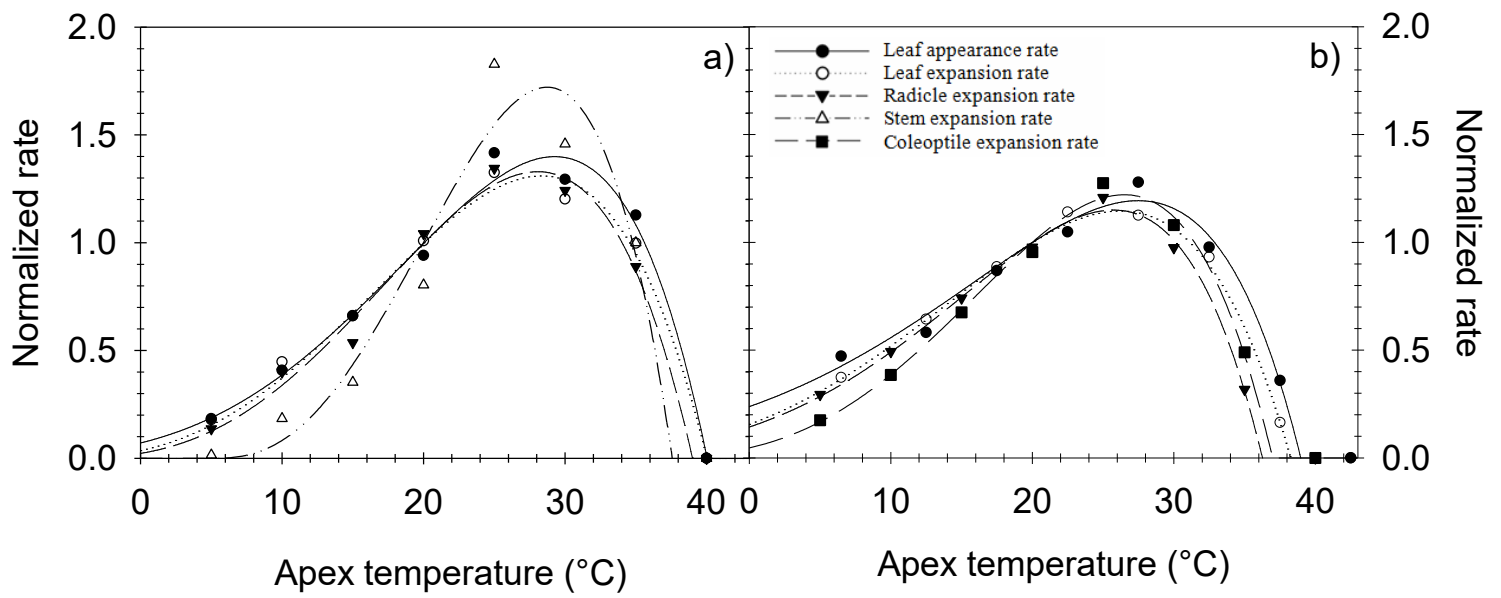 2.0
1.5
1.0
0.5
0.0
Normalized rate
a)
0
10
20
30
40
Apex temperature (°C)
b)
Leaf appearance rate
Leaf expansion rate
Radicle expansion rate
Stem expansion rate
Coleoptile expansion rate
0
10
20
30
40
Apex temperature (°C)
2.0
1.5
1.0
0.5
0.0
Normalized rate